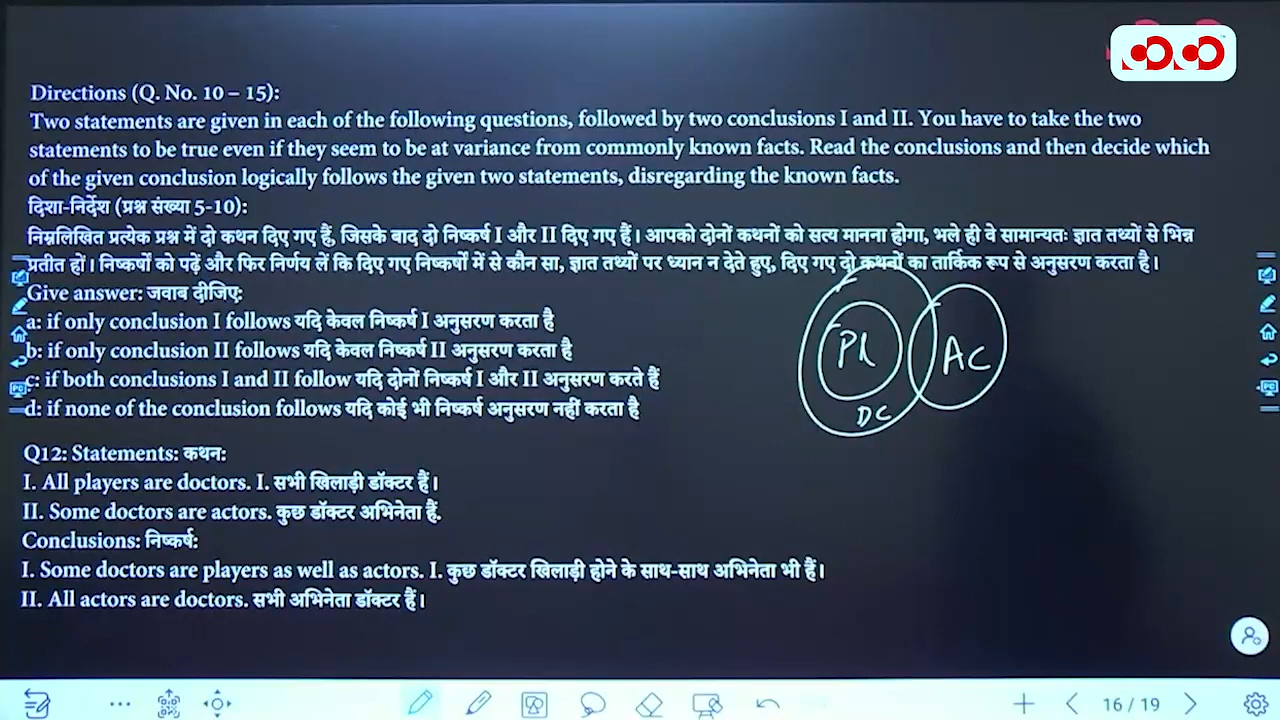 Directions (Q. No. 10 – 15):
Two statements are given in each of the following questions, followed by two conclusions I and II. You have to take the two
statements to be true even if they seem to be at variance from commonly known facts. Read the conclusions and then decide which
of the given conclusion logically follows the given two statements, disregarding the known facts.
दिशा-निर्देश (प्रश्न संख्या 5-10):
निम्नलिखित प्रत्येक प्रश्न में दो कथन दिए गए हैं, जिसके बाद दो निष्कर्ष I और II दिए गए हैं। आपको दोनों कथनों को सत्य मानना होगा, भले ही वे सामान्यतः ज्ञात तथ्यों से भिन्न
प्रतीत हों। निष्कर्षों को पढ़ें और फिर निर्णय लें कि दिए गए निष्कर्षों में से कौन सा, ज्ञात तथ्यों पर ध्यान न देते हुए, दिए गए दो कथनों का तार्किक रूप से अनुसरण करता है।
Give answer: जवाब दीजिए:
a: if only conclusion I follows यदि केवल निष्कर्ष I अनुसरण करता है
b: if only conclusion II follows यदि केवल निष्कर्ष II अनुसरण करता है
c: if both conclusions I and II follow यदि दोनों निष्कर्ष I और II अनुसरण करते हैं
d: if none of the conclusion follows यदि कोई भी निष्कर्ष अनुसरण नहीं करता है
Pl AC
DC
Q12: Statements: कथन:
I. All players are doctors. I. सभी खिलाड़ी डॉक्टर हैं।
II. Some doctors are actors. कुछ डॉक्टर अभिनेता हैं.
Conclusions: निष्कर्ष:
I. Some doctors are players as well as actors. I. कुछ डॉक्टर खिलाड़ी होने के साथ-साथ अभिनेता भी हैं।
II. All actors are doctors. सभी अभिनेता डॉक्टर हैं।
16 / 19